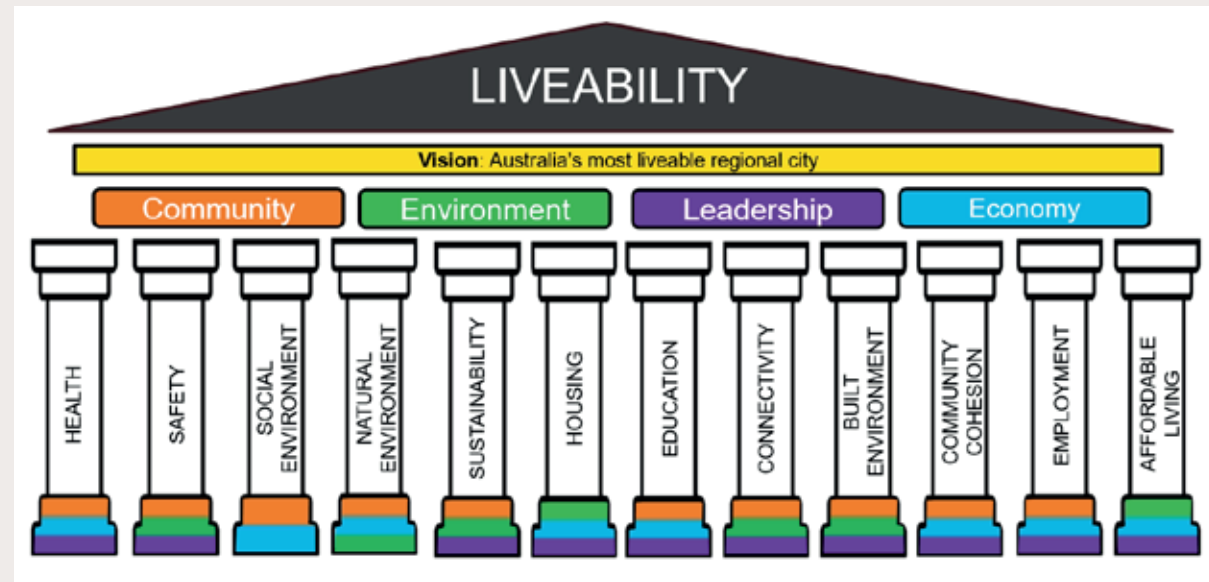 LIVEABILITY
Vision: Australia's most liveable regional city
Community
Environment
Leadership
Economy
HEALTH
SAFETY
SOCIAL
ENVIRONMENT
NATURAL
ENVIRONMENT
SUSTAINABILITY
HOUSING
EDUCATION
CONNECTIVITY
BUILT
ENVIRONMENT
COMMUNITY
COHESION
EMPLOYMENT
AFFORDABLE
LIVING